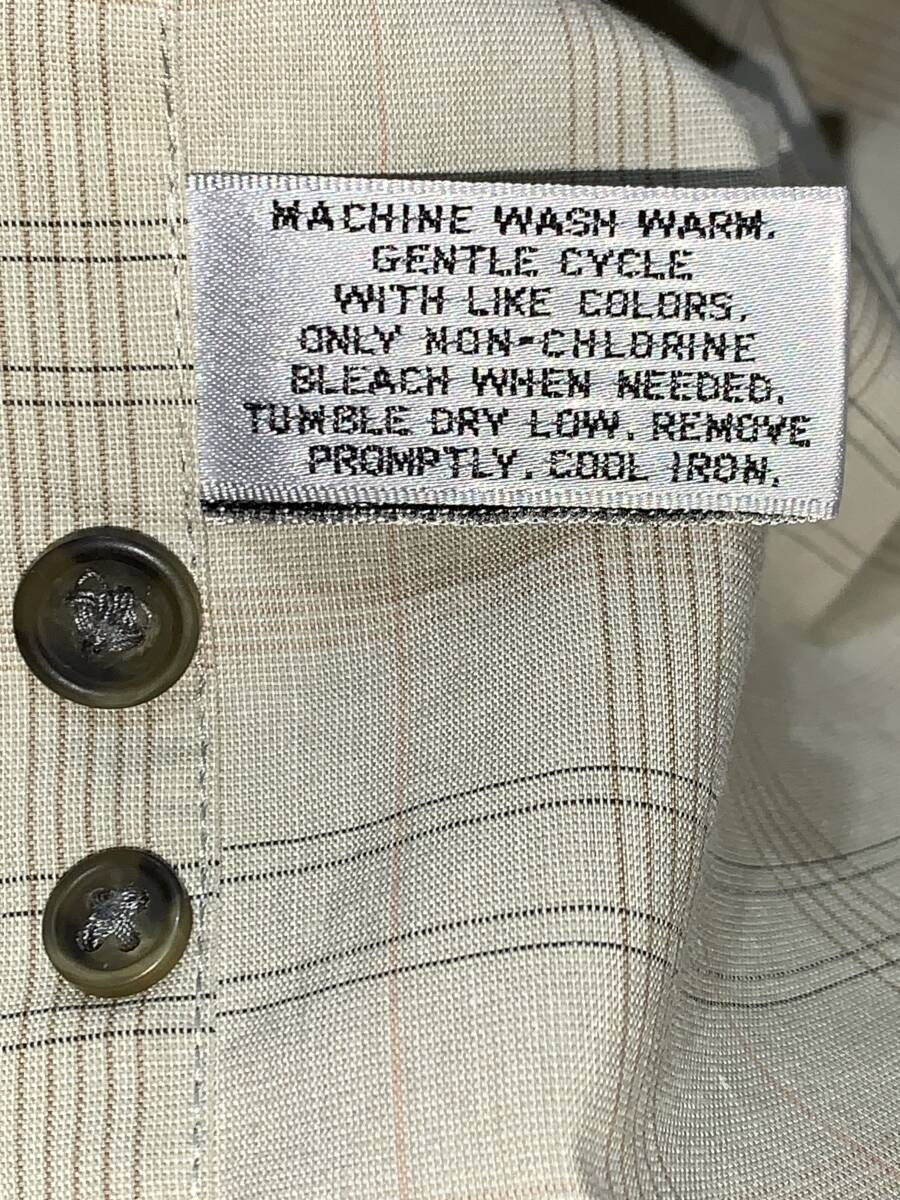 MACHINE WASH WARM.
GENTLE CYCLE
WITH LIKE COLORS.
ONLY NON-CHLORINE
BLEACH WHEN NEEDED.
TUMBLE DRY LOW. REMOVE
PROMPTLY. COOL IRON.